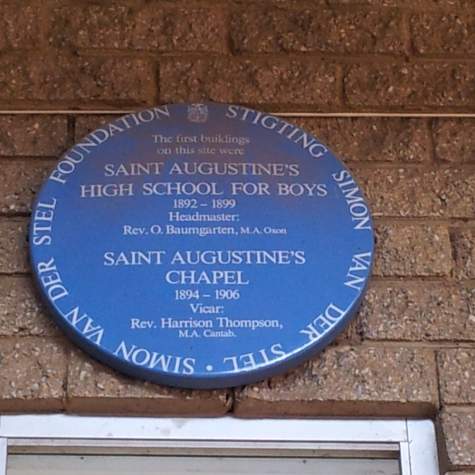 SIMON VAN DER STEL FOUNDATION STIGTING SIMON VAN DER STEL •
The first buildings
on this site were
SAINT AUGUSTINE'S
HIGH SCHOOL FOR BOYS
1892 – 1899
Headmaster:
Rev. O. Baumgarten, M.A. Oxon
SAINT AUGUSTINE'S
CHAPEL
1894 – 1906
Vicar:
Rev. Harrison Thompson,
M.A. Cantab.